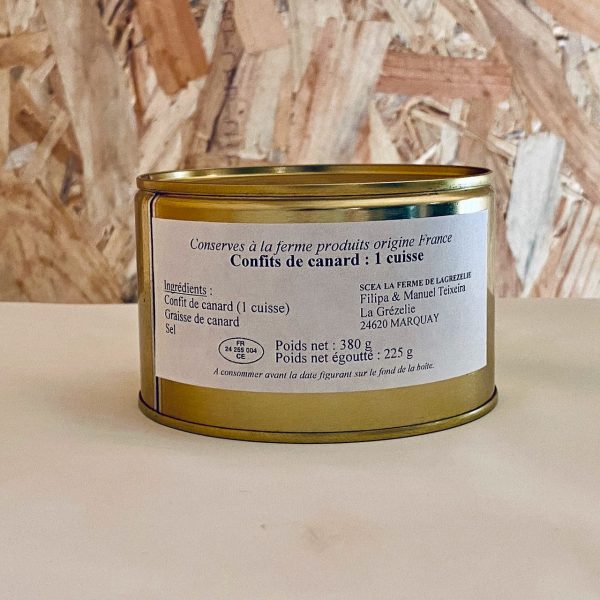 Conserves à la ferme produits origine France
Confits de canard : 1 cuisse
Ingrédients :
Confit de canard (1 cuisse)
Graisse de canard
Sel
SCEA LA FERME DE LAGREZELIE
Filipa & Manuel Teixeira
La Grézelie
24620 MARQUAY
FR
24 255 004
CE
Poids net : 380 g
Poids net égoutté : 225 g
A consommer avant la date figurant sur le fond de la boîte.